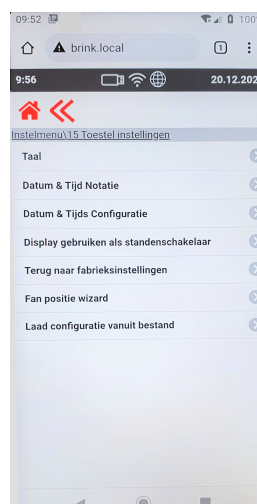 09:52 100
brink.local 1
9:56 20.12.202
Instelmenu\15 Toestel instellingen
Taal
Datum & Tijd Notatie
Datum & Tijds Configuratie
Display gebruiken als standenschakelaar
Terug naar fabrieksinstellingen
Fan positie wizard
Laad configuratie vanuit bestand